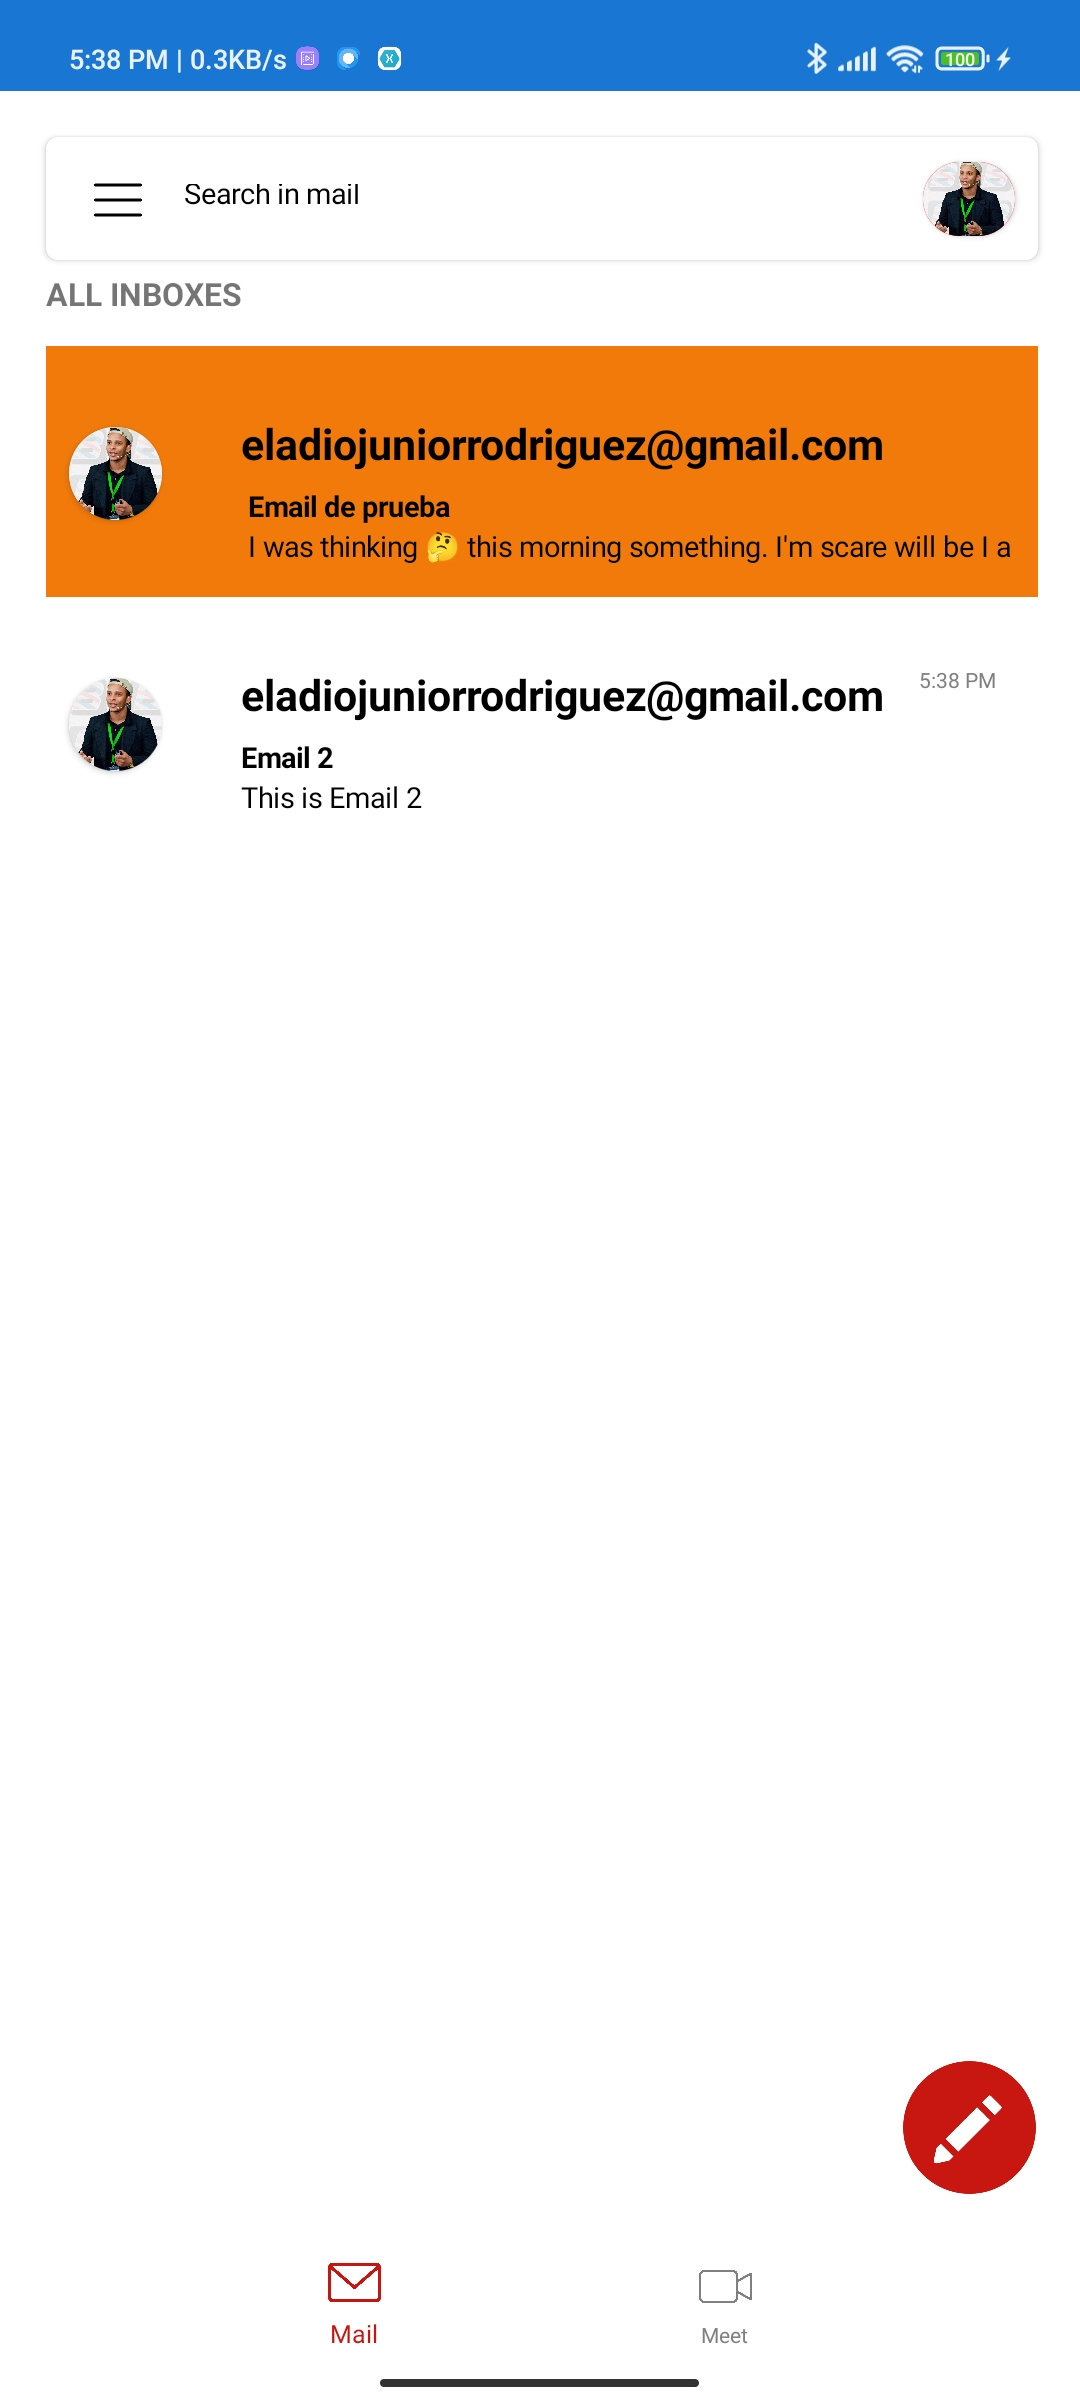 5:38 PM | 0.3KB/s
100
Search in mail
ALL INBOXES
eladiojuniorrodriguez@gmail.com
Email de prueba
I was thinking 🤔 this morning something. I'm scare will be I a
eladiojuniorrodriguez@gmail.com
5:38 PM
Email 2
This is Email 2
Mail
Meet